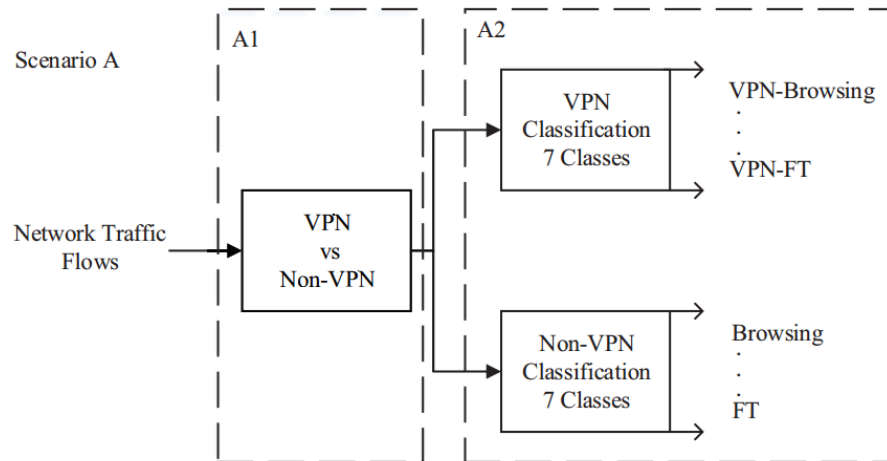 Scenario A
A1
A2
Network Traffic
Flows
VPN
vs
Non-VPN
VPN
Classification
7 Classes
VPN-Browsing
.
.
.
VPN-FT
Non-VPN
Classification
7 Classes
Browsing
.
.
.
FT